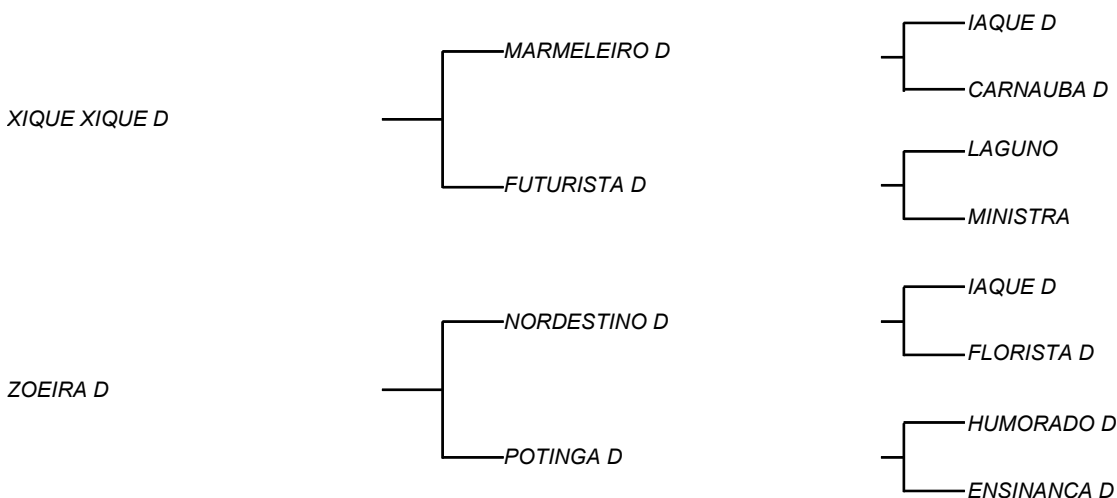 IAQUE D
MARMELEIRO D
CARNAUBA D
XIQUE XIQUE D
LAGUNO
FUTURISTA D
MINISTRA
IAQUE D
NORDESTINO D
FLORISTA D
ZOEIRA D
HUMORADO D
POTINGA D
ENSINANCA D